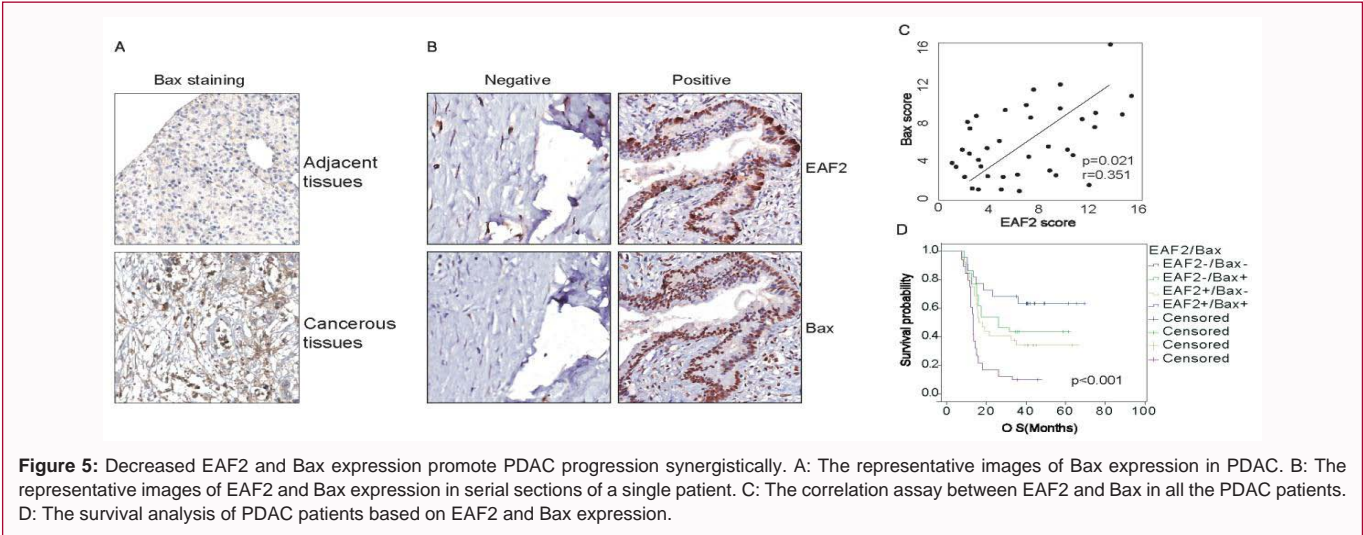 A
Bax staining
Adjacent
tissues
Cancerous
tissues
B
Negative
Positive
EAF2
Bax
C
Bax score
16
12
8
4
0
0
4
8
12
16
EAF2 score
p=0.021
r=0.351
D
Survival probability
1.0
0.8
0.6
0.4
0.2
0.0
0
20
40
60
80
100
O S(Months)
p<0.001
EAF2/Bax
EAF2-/Bax-
EAF2-/Bax+
EAF2+/Bax-
EAF2+/Bax+
Censored
Censored
Censored
Censored
Figure 5: Decreased EAF2 and Bax expression promote PDAC progression synergistically. A: The representative images of Bax expression in PDAC. B: The
representative images of EAF2 and Bax expression in serial sections of a single patient. C: The correlation assay between EAF2 and Bax in all the PDAC patients.
D: The survival analysis of PDAC patients based on EAF2 and Bax expression.